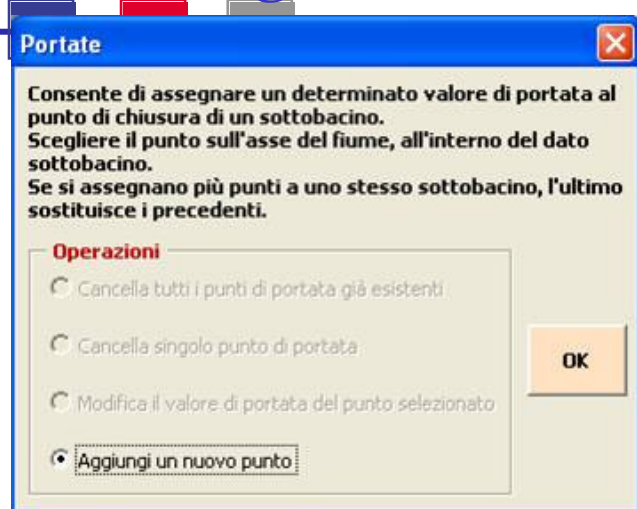 Portate
Consente di assegnare un determinato valore di portata al
punto di chiusura di un sottobacino.
Scegliere il punto sull'asse del fiume, all'interno del dato
sottobacino.
Se si assegnano più punti a uno stesso sottobacino, l'ultimo
sostituisce i precedenti.
Operazioni
Cancella tutti i punti di portata già esistenti
Cancella singolo punto di portata
OK
Modifica il valore di portata del punto selezionato
Aggiungi un nuovo punto